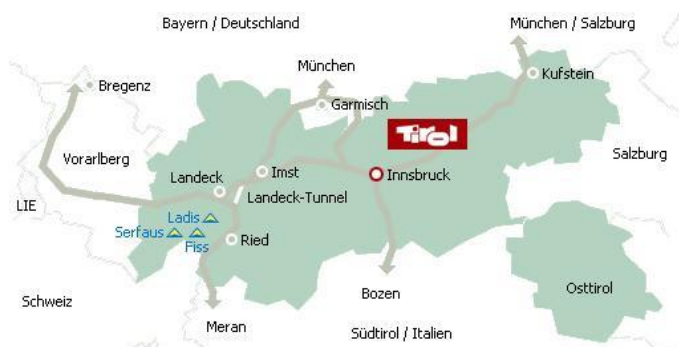 Bayern / Deutschland
München / Salzburg
München
Kufstein
Bregenz
Garmisch
Tirol
Vorarlberg
Salzburg
Landeck
Imst
Innsbruck
LIE
Landeck-Tunnel
Ladis
Serfaus
Fiss
Ried
Osttirol
Schweiz
Bozen
Meran
Südtirol / Italien